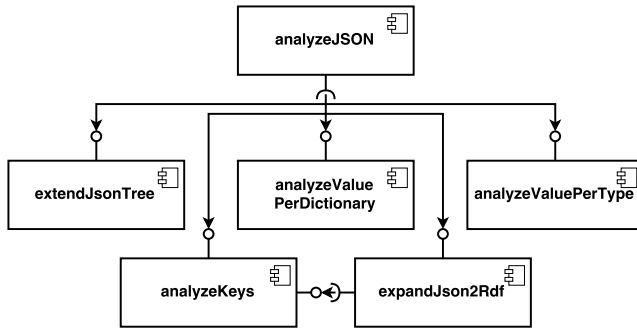 analyzeJSON
extendJsonTree
analyzeValue
PerDictionary
analyzeValuePerType
analyzeKeys
expandJson2Rdf